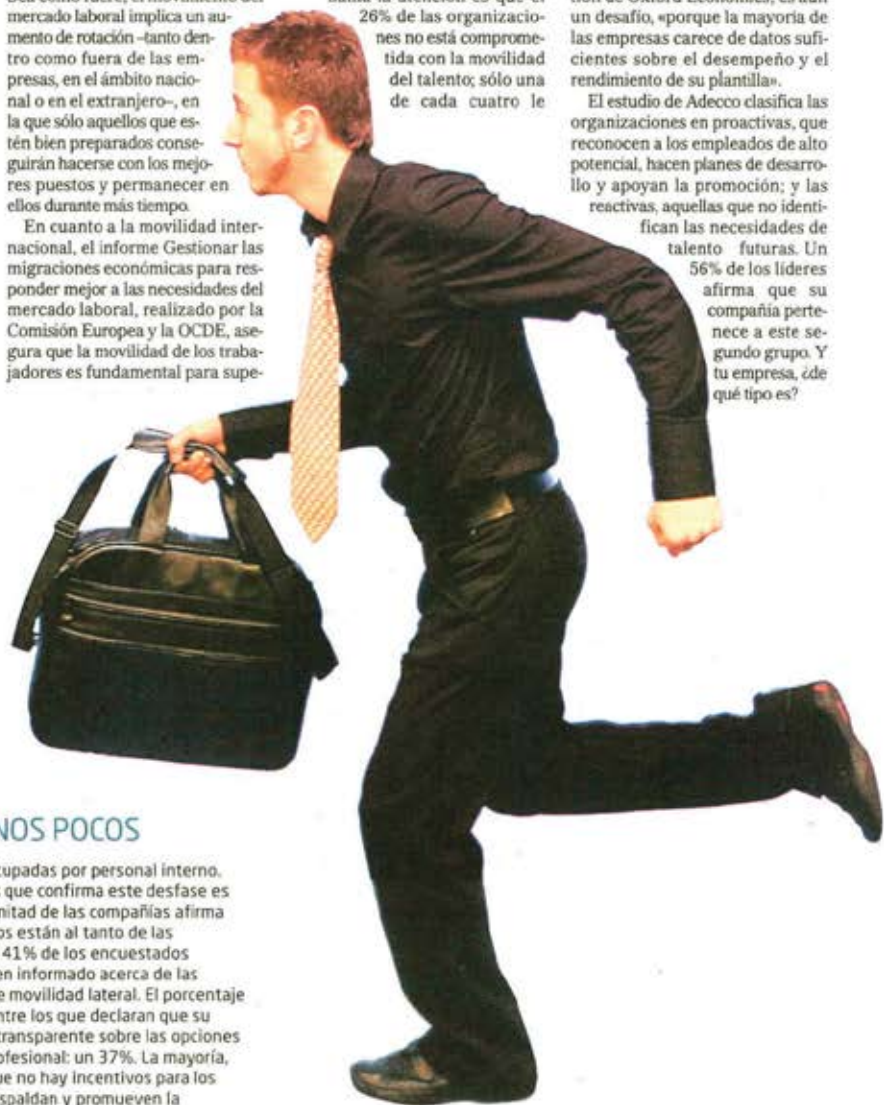 mercado laboral implica un au-
mento de rotación –tanto den-
tro como fuera de las em-
presas, en el ámbito nacio-
nal o en el extranjero–, en
la que sólo aquellos que es-
tén bien preparados conse-
guirán hacerse con los mejo-
res puestos y permanecer en
ellos durante más tiempo.
En cuanto a la movilidad inter-
nacional, el informe Gestionar las
migraciones económicas para res-
ponder mejor a las necesidades del
mercado laboral, realizado por la
Comisión Europea y la OCDE, ase-
gura que la movilidad de los traba-
jadores es fundamental para supe-
26% de las organizacio-
nes no está comprome-
tida con la movilidad
del talento; sólo una
de cada cuatro le
un desafío, «porque la mayoría de
las empresas carece de datos sufi-
cientes sobre el desempeño y el
rendimiento de su plantilla».
El estudio de Adecco clasifica las
organizaciones en proactivas, que
reconocen a los empleados de alto
potencial, hacen planes de desarro-
llo y apoyan la promoción; y las
reactivas, aquellas que no identi-
fican las necesidades de
talento futuras. Un
56% de los líderes
afirma que su
compañía perte-
nece a este se-
gundo grupo. Y
tu empresa, ¿de
qué tipo es?
NOS POCOS
cupadas por personal interno.
que confirma este desfase es
mitad de las compañías afirma
os están al tanto de las
41% de los encuestados
en informado acerca de las
e movilidad lateral. El porcentaje
ntre los que declaran que su
transparente sobre las opciones
ofesional: un 37%. La mayoría,
ue no hay incentivos para los
spaldan y promueven la